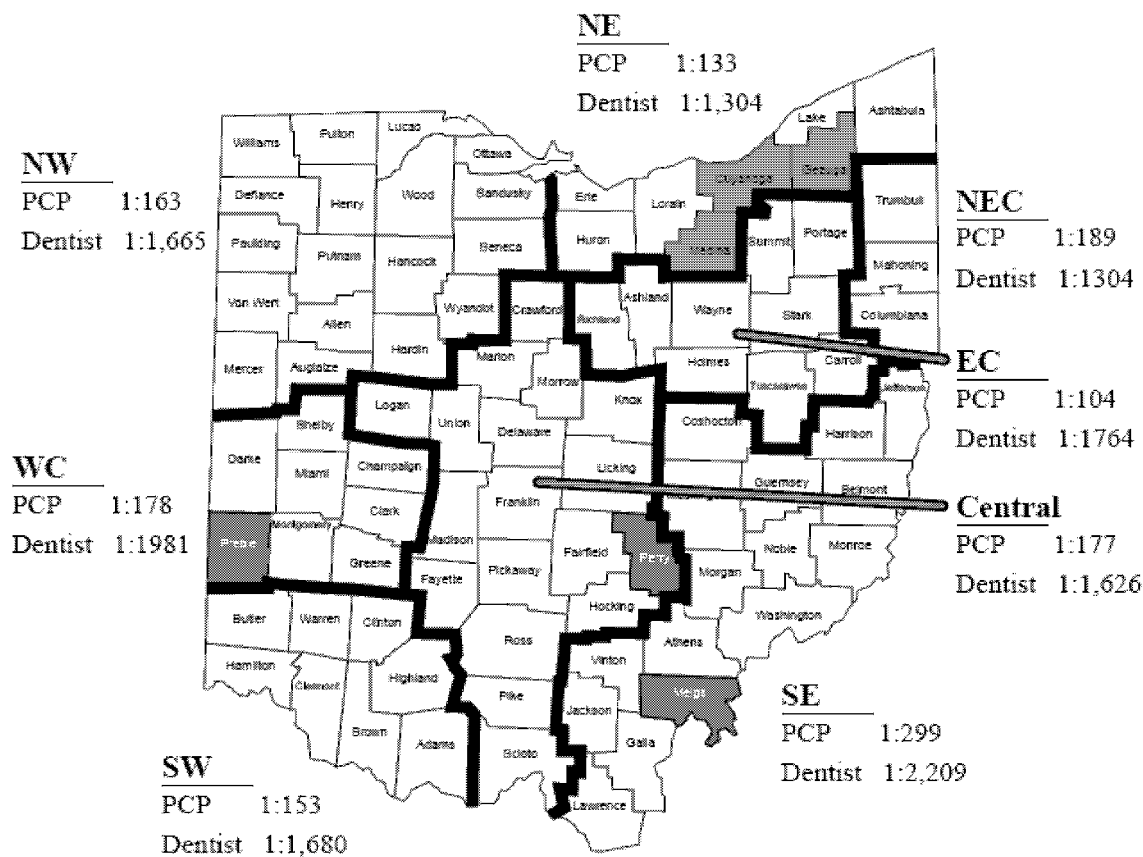 NE
PCP 1:133
Dentist 1:1,304
NW
PCP 1:163
Dentist 1:1,665
NEC
PCP 1:189
Dentist 1:1304
EC
PCP 1:104
Dentist 1:1764
WC
PCP 1:178
Dentist 1:1981
Central
PCP 1:177
Dentist 1:1,626
SE
PCP 1:299
Dentist 1:2,209
SW
PCP 1:153
Dentist 1:1,680
Williams
Fulton
Lucas
Ottawa
Lake
Ashtabula
Defiance
Henry
Wood
Sandusky
Erie
Lorain
Cuyahoga
Geauga
Trumbull
Paulding
Putnam
Hancock
Seneca
Huron
Medina
Summit
Portage
Mahoning
Van Wert
Allen
Wyandot
Crawford
Richland
Ashland
Wayne
Stark
Columbiana
Mercer
Auglaize
Hardin
Marion
Morrow
Holmes
Tuscarawas
Carroll
Jefferson
Shelby
Logan
Union
Delaware
Knox
Coshocton
Harrison
Miami
Champaign
Licking
Guernsey
Belmont
Preble
Montgomery
Clark
Madison
Franklin
Fairfield
Perry
Noble
Monroe
Greene
Fayette
Pickaway
Hocking
Morgan
Washington
Butler
Warren
Clinton
Ross
Vinton
Athens
Hamilton
Clermont
Highland
Pike
Jackson
Meigs
Brown
Adams
Scioto
Gallia
Lawrence